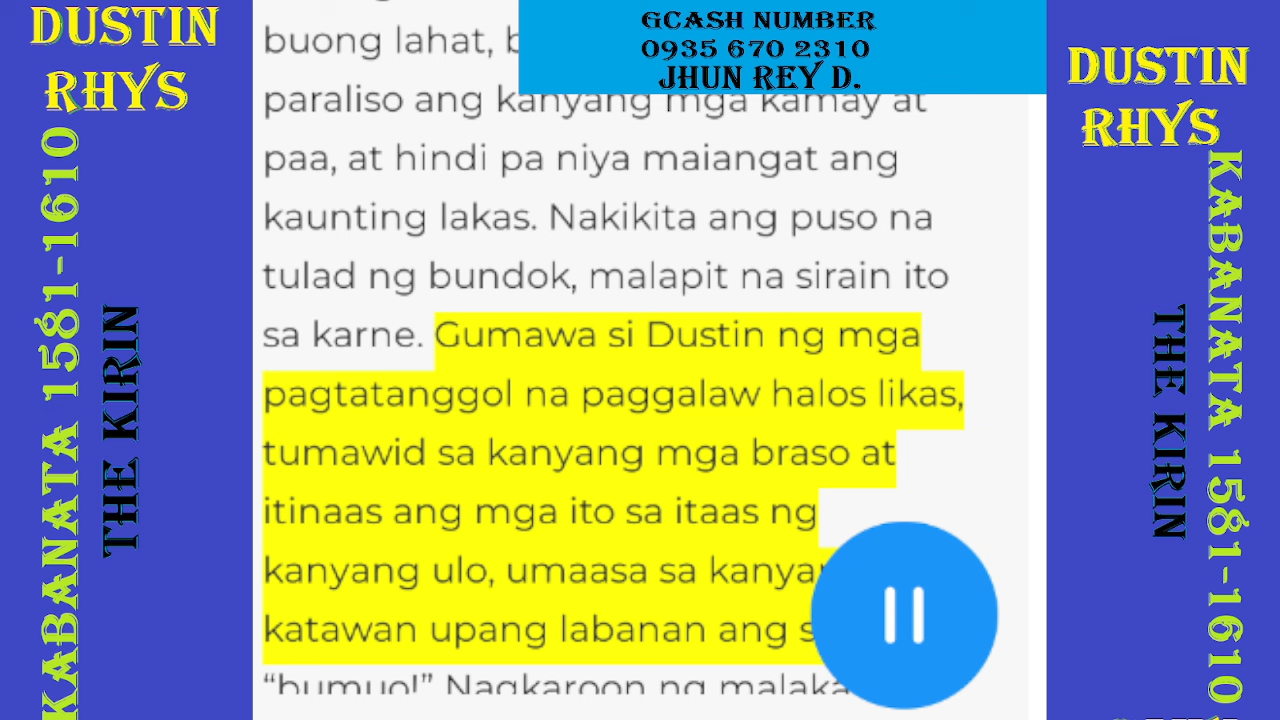 DUSTIN
RHYS
KABANATA 1581-1610
THE KIRIN
GCASH NUMBER
0935 670 2310
JHUN REY D.
buong lahat,
paraliso ang kanyang mga kamay at
paa, at hindi pa niya maiangat ang
kaunting lakas. Nakikita ang puso na
tulad ng bundok, malapit na sirain ito
sa karne. Gumawa si Dustin ng mga
pagtatanggol na paggalaw halos likas,
tumawid sa kanyang mga braso at
itinaas ang mga ito sa itaas ng
kanyang ulo, umaasa sa
katawan upang labanan ang
“bumuo!” Nagkaroon ng
DUSTIN
RHYS
KABANATA 1581-1610
THE KIRIN